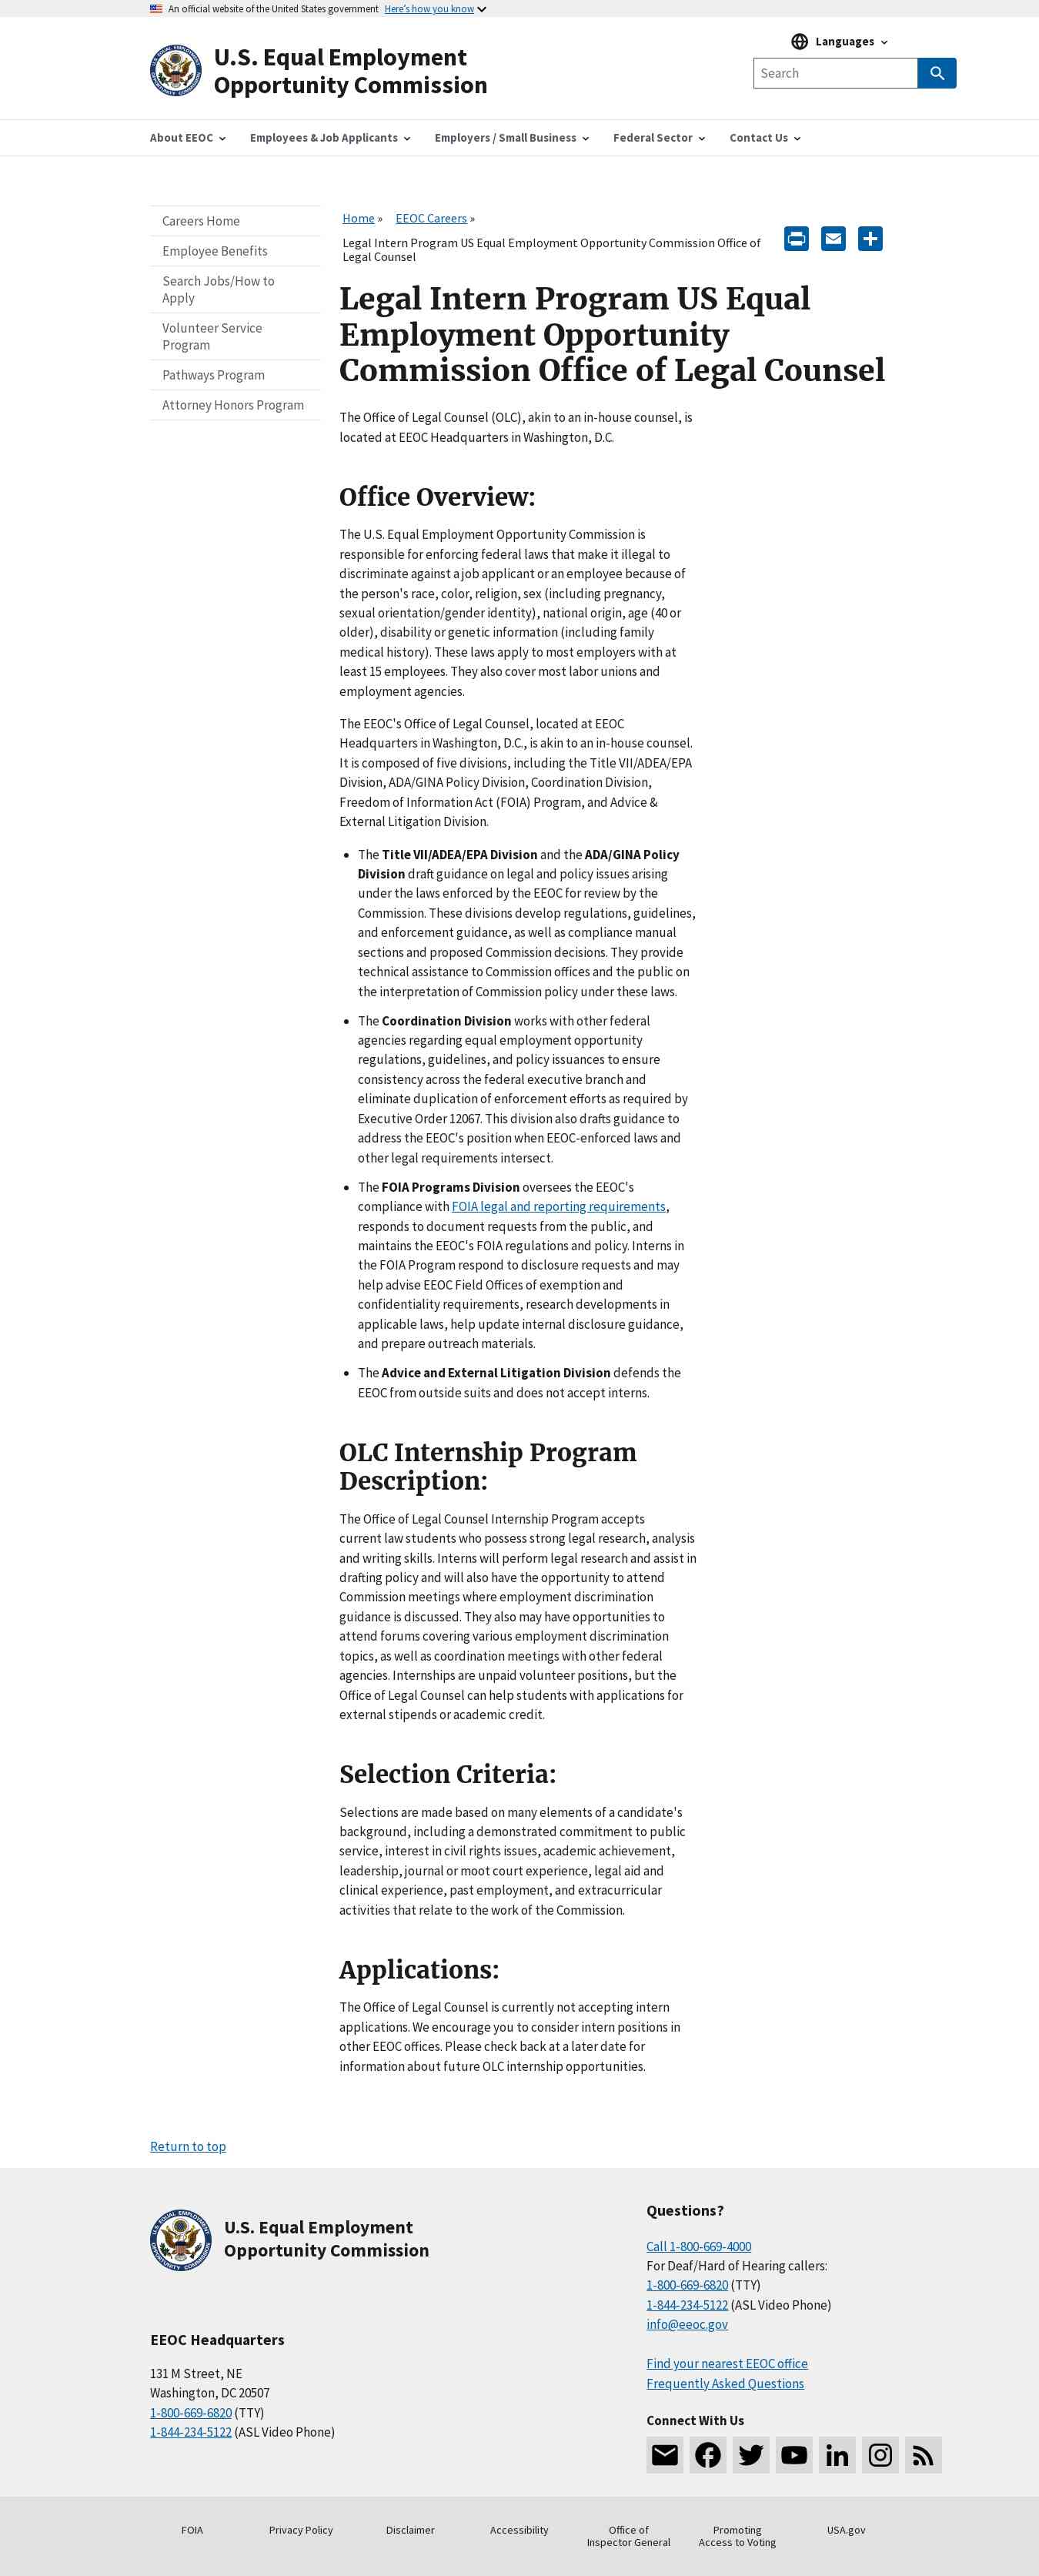 An official website of the United States government Here's how you know
Languages
U.S. Equal Employment
Opportunity Commission
Search
About EEOC
Employees & Job Applicants
Employers / Small Business
Federal Sector
Contact Us
Careers Home
Employee Benefits
Search Jobs/How to
Apply
Volunteer Service
Program
Pathways Program
Attorney Honors Program
Home » EEOC Careers »
Legal Intern Program US Equal Employment Opportunity Commission Office of
Legal Counsel
Legal Intern Program US Equal
Employment Opportunity
Commission Office of Legal Counsel
The Office of Legal Counsel (OLC), akin to an in-house counsel, is
located at EEOC Headquarters in Washington, D.C.
Office Overview:
The U.S. Equal Employment Opportunity Commission is
responsible for enforcing federal laws that make it illegal to
discriminate against a job applicant or an employee because of
the person's race, color, religion, sex (including pregnancy,
sexual orientation/gender identity), national origin, age (40 or
older), disability or genetic information (including family
medical history). These laws apply to most employers with at
least 15 employees. They also cover most labor unions and
employment agencies.
The EEOC's Office of Legal Counsel, located at EEOC
Headquarters in Washington, D.C., is akin to an in-house counsel.
It is composed of five divisions, including the Title VII/ADEA/EPA
Division, ADA/GINA Policy Division, Coordination Division,
Freedom of Information Act (FOIA) Program, and Advice &
External Litigation Division.
• The Title VII/ADEA/EPA Division and the ADA/GINA Policy
Division draft guidance on legal and policy issues arising
under the laws enforced by the EEOC for review by the
Commission. These divisions develop regulations, guidelines,
and enforcement guidance, as well as compliance manual
sections and proposed Commission decisions. They provide
technical assistance to Commission offices and the public on
the interpretation of Commission policy under these laws.
• The Coordination Division works with other federal
agencies regarding equal employment opportunity
regulations, guidelines, and policy issuances to ensure
consistency across the federal executive branch and
eliminate duplication of enforcement efforts as required by
Executive Order 12067. This division also drafts guidance to
address the EEOC's position when EEOC-enforced laws and
other legal requirements intersect.
• The FOIA Programs Division oversees the EEOC's
compliance with FOIA legal and reporting requirements,
responds to document requests from the public, and
maintains the EEOC's FOIA regulations and policy. Interns in
the FOIA Program respond to disclosure requests and may
help advise EEOC Field Offices of exemption and
confidentiality requirements, research developments in
applicable laws, help update internal disclosure guidance,
and prepare outreach materials.
• The Advice and External Litigation Division defends the
EEOC from outside suits and does not accept interns.
OLC Internship Program
Description:
The Office of Legal Counsel Internship Program accepts
current law students who possess strong legal research, analysis
and writing skills. Interns will perform legal research and assist in
drafting policy and will also have the opportunity to attend
Commission meetings where employment discrimination
guidance is discussed. They also may have opportunities to
attend forums covering various employment discrimination
topics, as well as coordination meetings with other federal
agencies. Internships are unpaid volunteer positions, but the
Office of Legal Counsel can help students with applications for
external stipends or academic credit.
Selection Criteria:
Selections are made based on many elements of a candidate's
background, including a demonstrated commitment to public
service, interest in civil rights issues, academic achievement,
leadership, journal or moot court experience, legal aid and
clinical experience, past employment, and extracurricular
activities that relate to the work of the Commission.
Applications:
The Office of Legal Counsel is currently not accepting intern
applications. We encourage you to consider intern positions in
other EEOC offices. Please check back at a later date for
information about future OLC internship opportunities.
Return to top
U.S. Equal Employment
Opportunity Commission
EEOC Headquarters
131 M Street, NE
Washington, DC 20507
1-800-669-6820 (TTY)
1-844-234-5122 (ASL Video Phone)
Questions?
Call 1-800-669-4000
For Deaf/Hard of Hearing callers:
1-800-669-6820 (TTY)
1-844-234-5122 (ASL Video Phone)
info@eeoc.gov
Find your nearest EEOC office
Frequently Asked Questions
Connect With Us
FOIA
Privacy Policy
Disclaimer
Accessibility
Office of
Inspector General
Promoting
Access to Voting
USA.gov